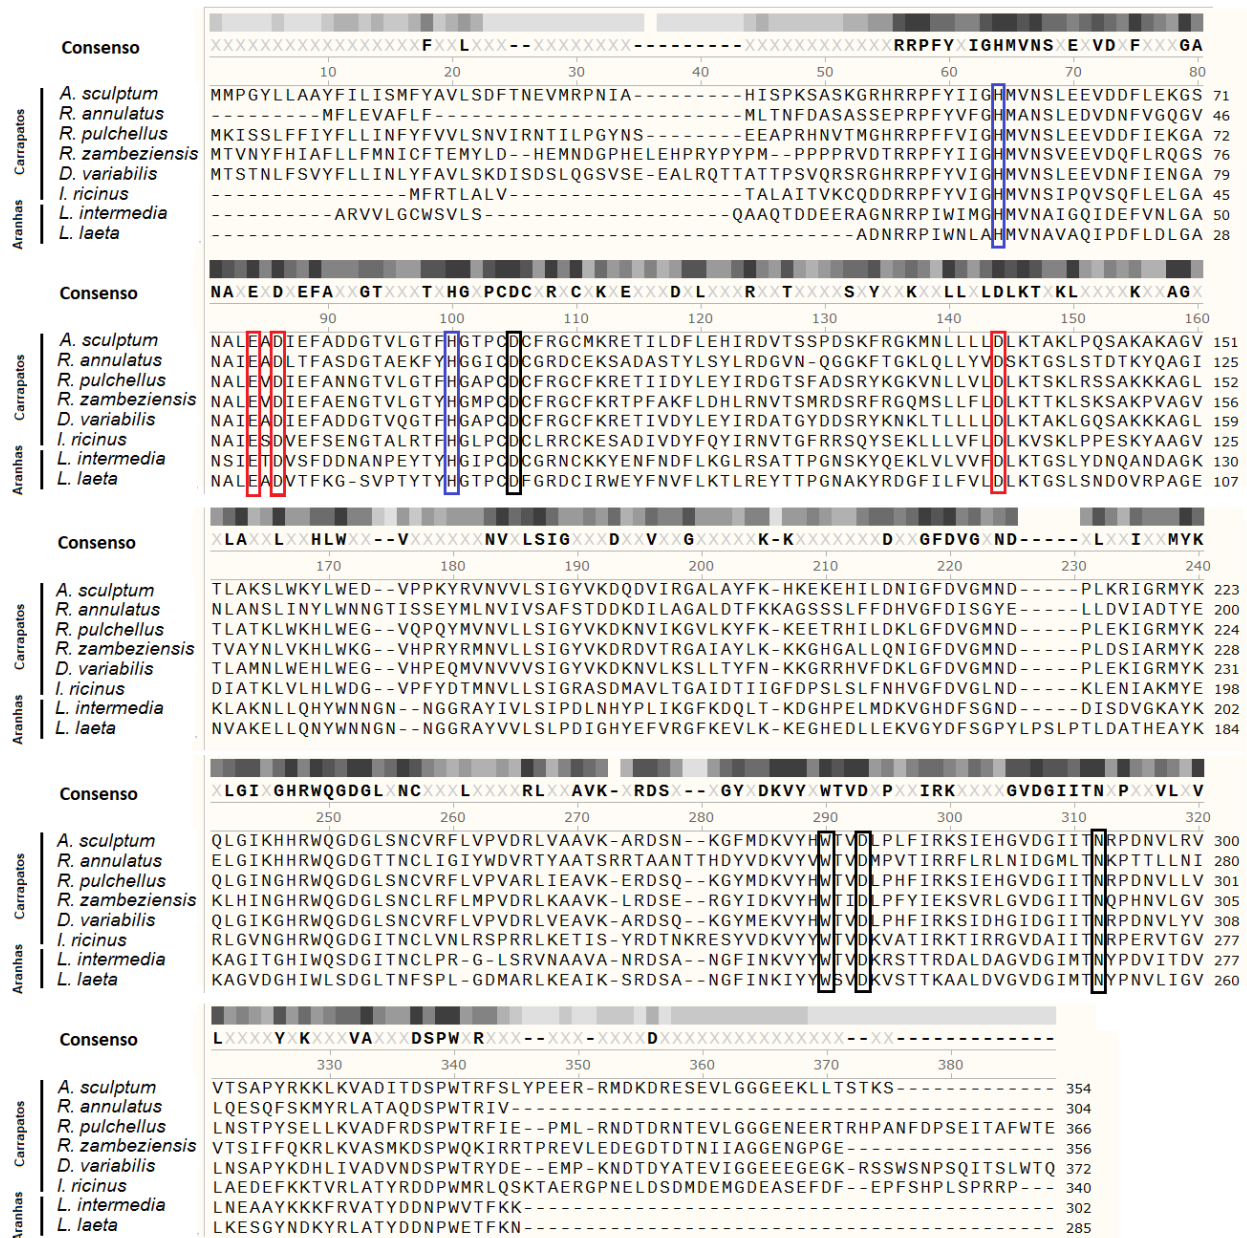 Consenso XXXXXXXXXXXXXXXXXFXXLXXX--XXXXXXXX---------XXXXXXXXXXXXRRPFYXIGHMVNSXEXVDXFXXXGA
10 20 30 40 50 60 70 80
Carrapatos
A. sculptum MMPGYLLAAYFILISMFYAVLSDFTNEVMRPNIA---------HISPKSASKGRHRRPFYIIGHMVNSLEEVDDFLEKGS 71
R. annulatus ---------MFLEVAFLF-------------------------MLTNFDASASSEPRPFYVFGHMANSLEDVDNFVGQGV 46
R. pulchellus MKISSLFFIYFLLINFYFVVLSNVIRNTILPGYNS--------EEAPRHNVTMGHRRPFFVIGHMVNSLEEVDDFIEKGA 72
R. zambeziensis MTVNYFHIAFLLFMNICFTEMYLD--HEMNDGPHELEHPRYPYPM-PPPPRVDTRRPFYIIGHMVNSVEEVDQFLRQGS 76
D. variabilis MTSTNLFSVYFLLINLYFAVLSKDISDSLQGSVSE-EALRQTTATTPSVQRSRGHRRPFYVIGHMVNSLEEVDNFIENGA 79
I. ricinus ----------------MFRTLALV-------------------TALAITVKCQDDRHPFYVIGHMVNSIPQVSQFLELGA 45
Aranhas
L. intermedia ----------ARVVLGCWSVLS--------------------QAAQTDDEERAGNRRPIWIMGHMVNAIGQIDEFVNLGA 50
L. laeta ----------------------------------------------------ADNRRPIWNLAHMVNAVAQIPDFLDLGA 28
Consenso NAXEXDXEFAXXGTXXXTXHGXPCDCXRXCXKXEXXXDXLXXXRXXTXXXXSXYXXKXXLLXLDLKTXKLXXXXKXXAGX
90 100 110 120 130 140 150 160
Carrapatos
A. sculptum NALEADIEFADDGTVLGTFHGTPCDCFRGCMKRETILDFLEHIRDVTSSPDSKFRGKMNLLLLDLKTAKLPQSAKAKAGV 151
R. annulatus NAIEADLTFASDGTAEKFYHGGICDCGRDCEKSADASTYLSYLRDGVN-QGGKFTGKLQLLYVDSKTGSLSTDTKYQAGI 125
R. pulchellus NALEVDIEFANNGTVLGTFHGAPCDCFRGCFKRETIIDYLEYIRDGTSFADSRYKGKVNLLVLDLKTSKLRSSAKKKAGL 152
R. zambeziensis NALEVDIEFAENGTVLGTYHGMPCDCFRGCFKRTPFAKFLDHLRNVTSMRDSRFRGQMSLLFLDLKTTKLSKSAKPVAGV 156
D. variabilis NAIEADIEFADDGTVQGTFHGAPCDCFRGCFKRETIVDYLEYIRDATGYDDSRYKNKLTLLLLDLKTAKLGQSAKKKAGL 159
I. ricinus NAIESDVEFSENGTALRTFHGLPCDCLRRCKESADIVDYFQYIRNVTGFRRSQYSEKLLLVFLDLKVSKLPPESKYAAGV 125
Aranhas
L. intermedia NSIETDVSFDDNANPEYTYHGIPCDCGRNCKKYENFNDFLKGLRSATTPGNSKYQEKLVLVVFDLKTGSLYDNQANDAGK 130
L. laeta NALEADVTFKG-SVPTYTYHGTPCDFGRDCIRWEYFNVFLKTLREYTTPGNAKYRDGFILFVLDLKTGSLSNDOVRPAGE 107
Consenso XLAXXLXXHLWXX--VXXXXXXNVXLSIGXXXDXXVXXGXXXXXK-KXXXXXXXDXXGFDVGXND-----XLXXIXXMYK
170 180 190 200 210 220 230 240
Carrapatos
A. sculptum TLAKSLWKYLWED--VPPKYRVNVVLSIGYVKDQDVIRGALAYFK-HKEKEHILDNIGFDVGMND-----PLKRIGRMYK 223
R. annulatus NLANSLINYLWNNGTISSEYMLNVIVSAFSTDDKDILAGALDTFKKAGSSSLFFDHVGFDISGYE-----LLDVIADTYE 200
R. pulchellus TLATKLWKHLWEG--VQPQYMVNVLLSIGYVKDKNVIKGVLKYFK-KEETRHILDKLGFDVGMND-----PLEKIGRMYK 224
R. zambeziensis TVAYNLVKHLWKG--VHPRYRMNVVLSIGYVKDRDVTRGAIAYLK-KKGHGALLQNIGFDVGMND-----PLDSIARMYK 228
D. variabilis TLAMNLWEHLWEG--VHPEQMVNVVVSIGYVKDKNVLKSLLTYFN-KKGRRHVFDKLGFDVGMND-----PLEKIGRMYK 231
I. ricinus DIATKLVLHLWDG--VPFYDTMNVLLSIGRASDMAVLTGAIDTIIGFDPSLSLFNHVGFDVGLND-----KLENIAKMYE 198
Aranhas
L. intermedia KLAKNLLQHYWNNGN--NGGRAYIVLSIPDLNHYPLIKGFKDQLT-KDGHPELMDKVGHDFSGND-----DISDVGKAYK 202
L. laeta NVAKELLQNYWNNGN--NGGRAYVVLSLPDIGHYEFVRGFKEVLK-KEGHEDLLEKVGYDFSGPYLPSLPTLDATHEAYK 184
Consenso XLGIXGHRWQGDGLXNCXXXLXXXXRLXXAVK-XRDSX--XGYXDKVYXWTVDXPXXIRKXXXXGVDGIITNXPXXVLXV
250 260 270 280 290 300 310 320
Carrapatos
A. sculptum QLGIKHHRWQGDGLSNCVRFLVPVDRLVAAVK-ARDSN--KGFMDKVYHWTVDLPLFIRKSIEHGVDGIITNRPDNVLRV 300
R. annulatus ELGIKHHRWQGDGTTNCLIGIYWDVRTYAATSRRTAANTTHDYVDKVYVWTVDMPVTIRRFLRLNIDGMLTNKPTTLLNI 280
R. pulchellus QLGINGHRWQGDGLSNCVRFLVPVARLIEAVK-ERDSQ--KGYMDKVYHWTVDLPHFIRKSIEHGVDGIITNRPDNVLLV 301
R. zambeziensis KLHINGHRWQGDGLSNCLRFLMPVDRLKAAVK-LRDSE--RGYIDKVYHWTIDLPFYIEKSVRLGVDGIITNQPHNVLGV 305
D. variabilis QLGIKGHRWQGDGLSNCVRFLVPVDRLVEAVK-ARDSQ--KGYMEKVYHWTVDLPHFIRKSIDHGIDGIITNRPDNVLYV 308
I. ricinus RLGVNGHRWQGDGITNCLVNLRSPRRLKETIS-YRDTNKRESYVDKVYYWTVDKVATIRKTIRRGVDAIITNRPERVTGV 277
Aranhas
L. intermedia KAGITGHIWQSDGITNCLPR-G-LSRVNAAVA-NRDSA--NGFINKVYYWTVDKRSTTRDALDAGVDGIMTNYPDVITDV 277
L. laeta KAGVDGHIWLSDGLTNFSPL-GDMARLKEAIK-SRDSA--NGFINKIYYWSVDKVSTTKAALDVGVDGIMTNYPNVLIGV 260
Consenso LXXXXYXKXXXVAXXXDSPWXRXXX--XXX-XXXXDXXXXXXXXXXXXXXX--XX-------------
330 340 350 360 370 380
Carrapatos
A. sculptum VTSAPYRKKLKVADITDSPWTRFSLYPEER-RMDKDRESEVLGGGEEKLLTSTKS------------- 354
R. annulatus LQESQFSKMYRLATAQDSPWTRIV-------------------------------------------- 304
R. pulchellus LNSTPYSELLKVADFRDSPWTRFIE--PML-RNDTDRNTEVLGGGENEERTRHPANFDPSEITAFWTE 366
R. zambeziensis VTSIFFQKRLKVASMKDSPWQKIRRTPREVLEDEGDTDTNIIAGGENGPGE----------------- 356
D. variabilis LNSAPYKDHLIVADVNDSPWTRYDE--EMP-KNDTDYATEVIGGEEEGEGK-RSSWSNPSQITSLWTQ 372
I. ricinus LAEDEFKKTVRLATYRDDPWMRLQSKTAERGPNELDSDMDEMGDEASEFDF--EPFSHPLSPRRP--- 340
Aranhas
L. intermedia LNEAAYKKKFRVATYDDNPWVTFKK------------------------------------------- 302
L. laeta LKESGYNDKYRLATYDDNPWETFKN------------------------------------------- 285